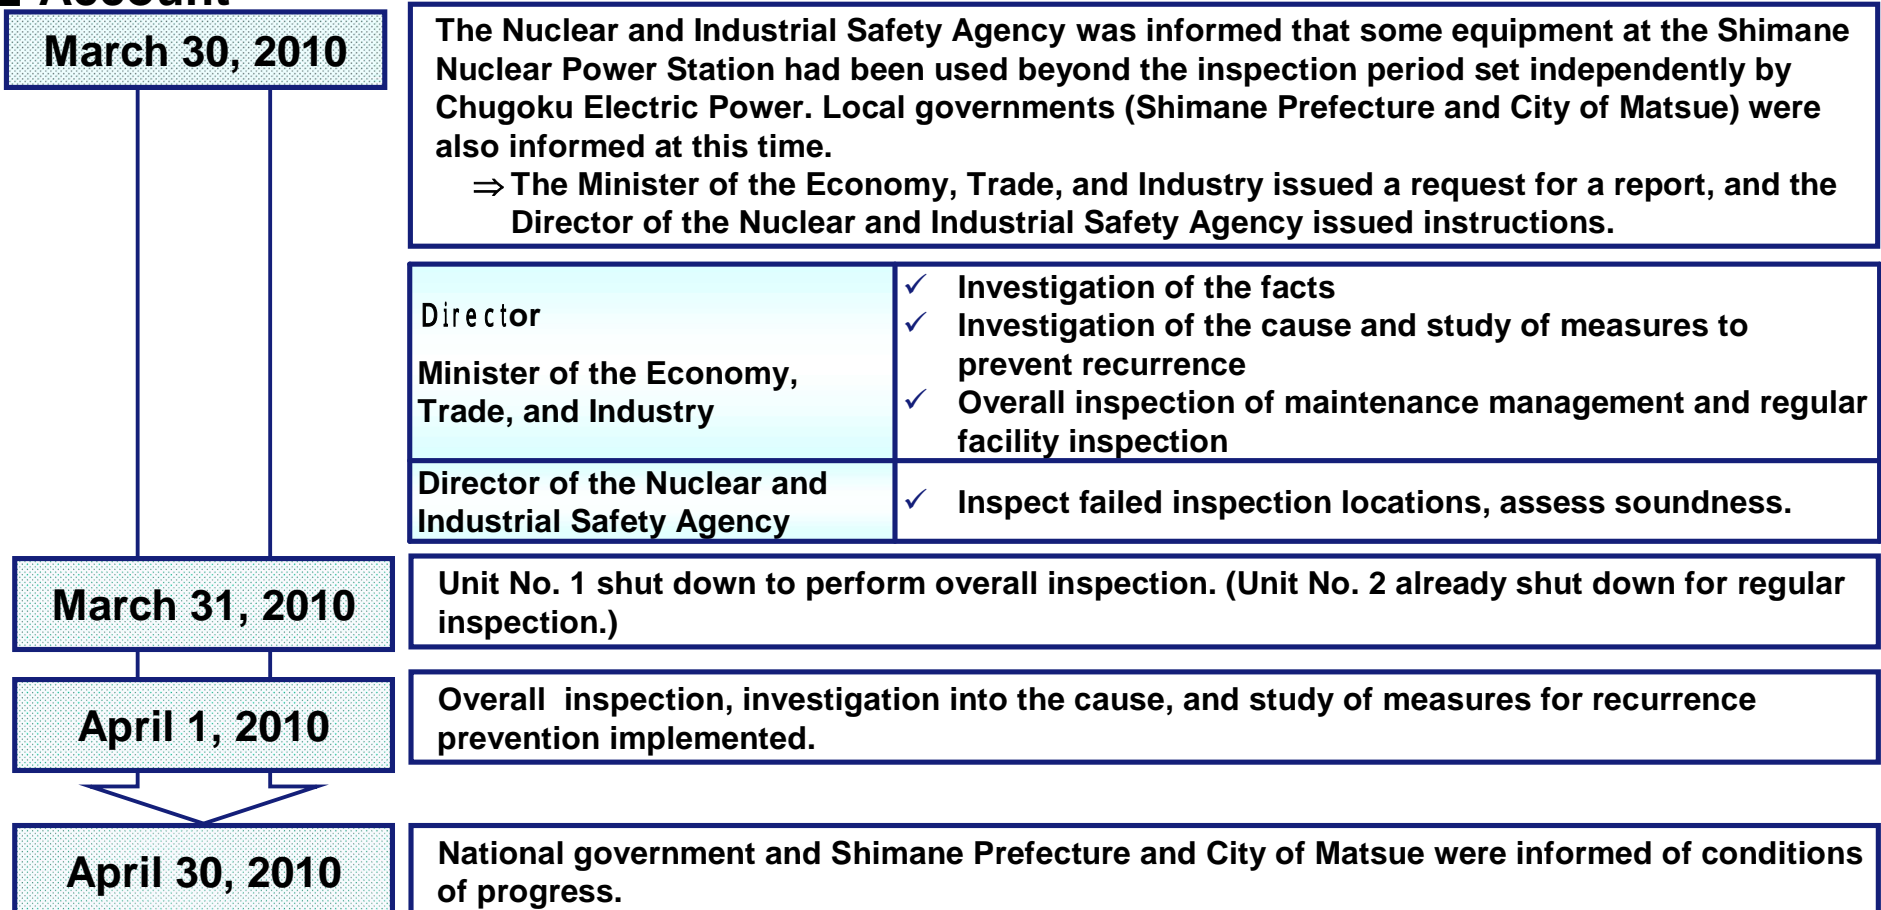 Account
March 30, 2010
The Nuclear and Industrial Safety Agency was informed that some equipment at the Shimane
Nuclear Power Station had been used beyond the inspection period set independently by
Chugoku Electric Power. Local governments (Shimane Prefecture and City of Matsue) were
also informed at this time.
⇒ The Minister of the Economy, Trade, and Industry issued a request for a report, and the
Director of the Nuclear and Industrial Safety Agency issued instructions.
Director
Minister of the Economy,
Trade, and Industry
✓ Investigation of the facts
✓ Investigation of the cause and study of measures to
prevent recurrence
✓ Overall inspection of maintenance management and regular
facility inspection
Director of the Nuclear and
Industrial Safety Agency
✓ Inspect failed inspection locations, assess soundness.
March 31, 2010
Unit No. 1 shut down to perform overall inspection. (Unit No. 2 already shut down for regular
inspection.)
April 1, 2010
Overall inspection, investigation into the cause, and study of measures for recurrence
prevention implemented.
April 30, 2010
National government and Shimane Prefecture and City of Matsue were informed of conditions
of progress.